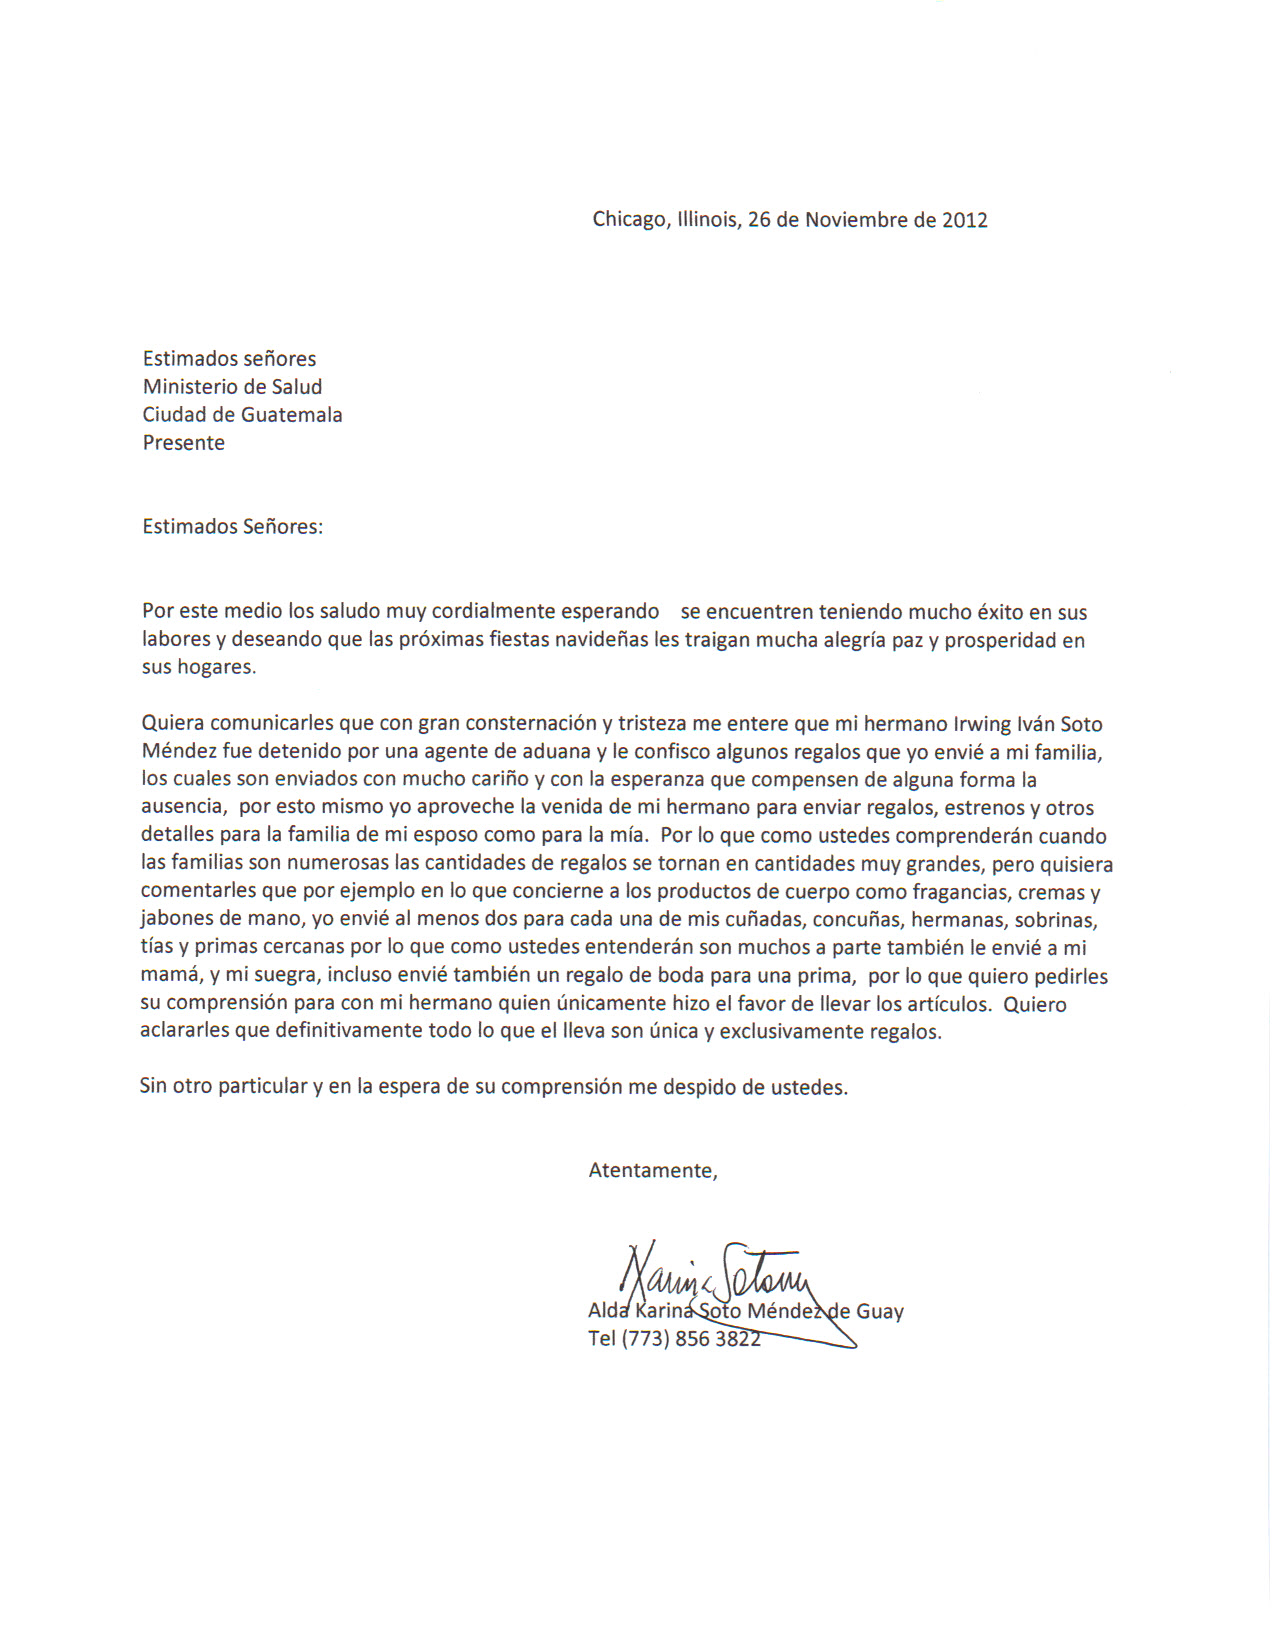 Chicago, Illinois, 26 de Noviembre de 2012
Estimados señores
Ministerio de Salud
Ciudad de Guatemala
Presente
Estimados Señores:
Por este medio los saludo muy cordialmente esperando se encuentren teniendo mucho éxito en sus
labores y deseando que las próximas fiestas navideñas les traigan mucha alegría paz y prosperidad en
sus hogares.
Quiera comunicarles que con gran consternación y tristeza me entere que mi hermano Irwing Iván Soto
Méndez fue detenido por una agente de aduana y le confisco algunos regalos que yo envié a mi familia,
los cuales son enviados con mucho cariño y con la esperanza que compensen de alguna forma la
ausencia, por esto mismo yo aproveche la venida de mi hermano para enviar regalos, estrenos y otros
detalles para la familia de mi esposo como para la mía. Por lo que como ustedes comprenderán cuando
las familias son numerosas las cantidades de regalos se tornan en cantidades muy grandes, pero quisiera
comentarles que por ejemplo en lo que concierne a los productos de cuerpo como fragancias, cremas y
jabones de mano, yo envié al menos dos para cada una de mis cuñadas, concuñas, hermanas, sobrinas,
tías y primas cercanas por lo que como ustedes entenderán son muchos a parte también le envié a mi
mamá, y mi suegra, incluso envié también un regalo de boda para una prima, por lo que quiero pedirles
su comprensión para con mi hermano quien únicamente hizo el favor de llevar los artículos. Quiero
aclararles que definitivamente todo lo que el lleva son única y exclusivamente regalos.
Sin otro particular y en la espera de su comprensión me despido de ustedes.
Atentamente,
Karina
Alda Karina Soto Méndez de Guay
Tel (773) 856 3822